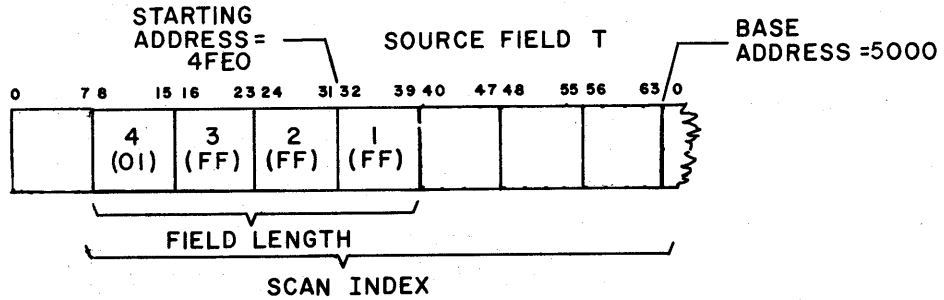 STARTING
ADDRESS=
4FE0
SOURCE FIELD T
BASE
ADDRESS =5000
0 7 8 15 16 23 24 31 32 39 40 47 48 55 56 63 0
4 3 2 1
(01) (FF) (FF) (FF)
FIELD LENGTH
SCAN INDEX